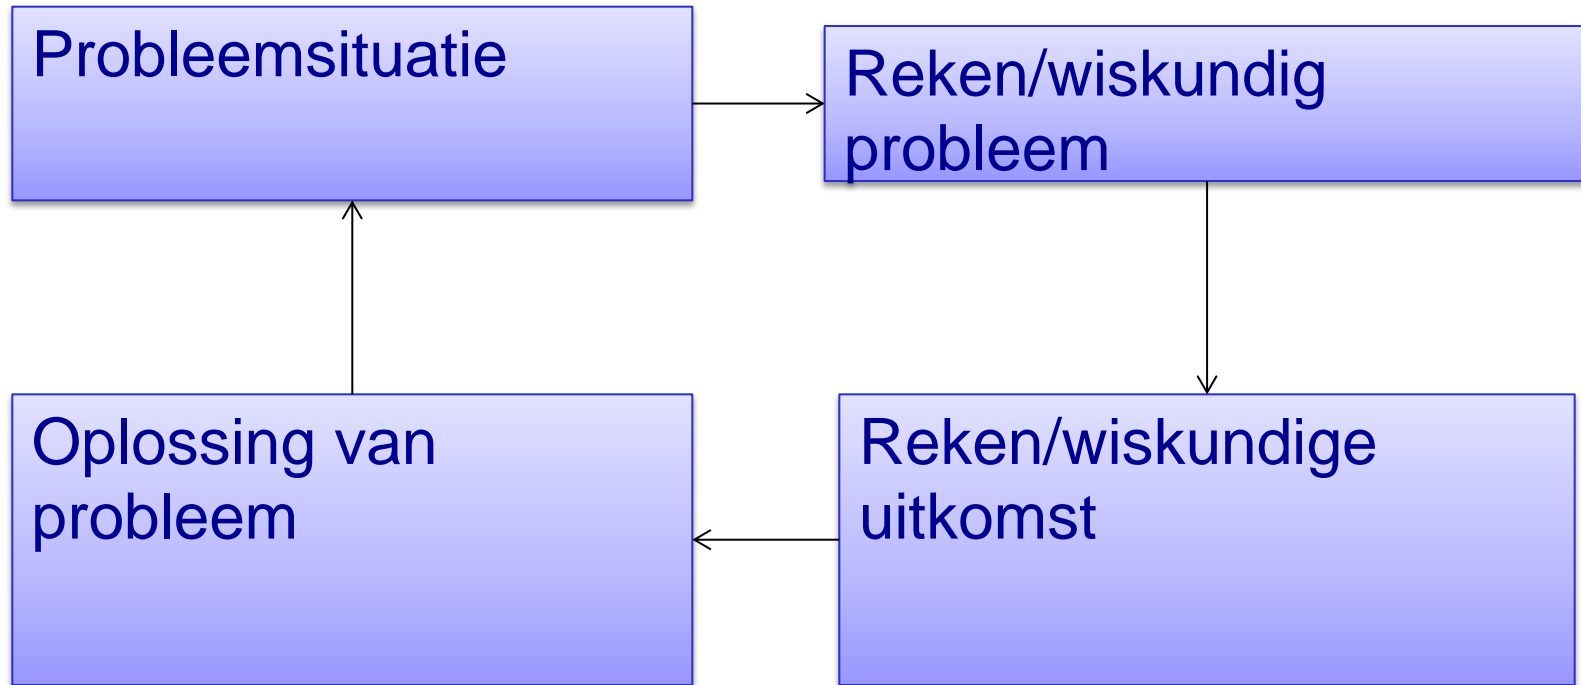 Probleemsituatie
Reken/wiskundig
probleem
Oplossing van
probleem
Reken/wiskundige
uitkomst